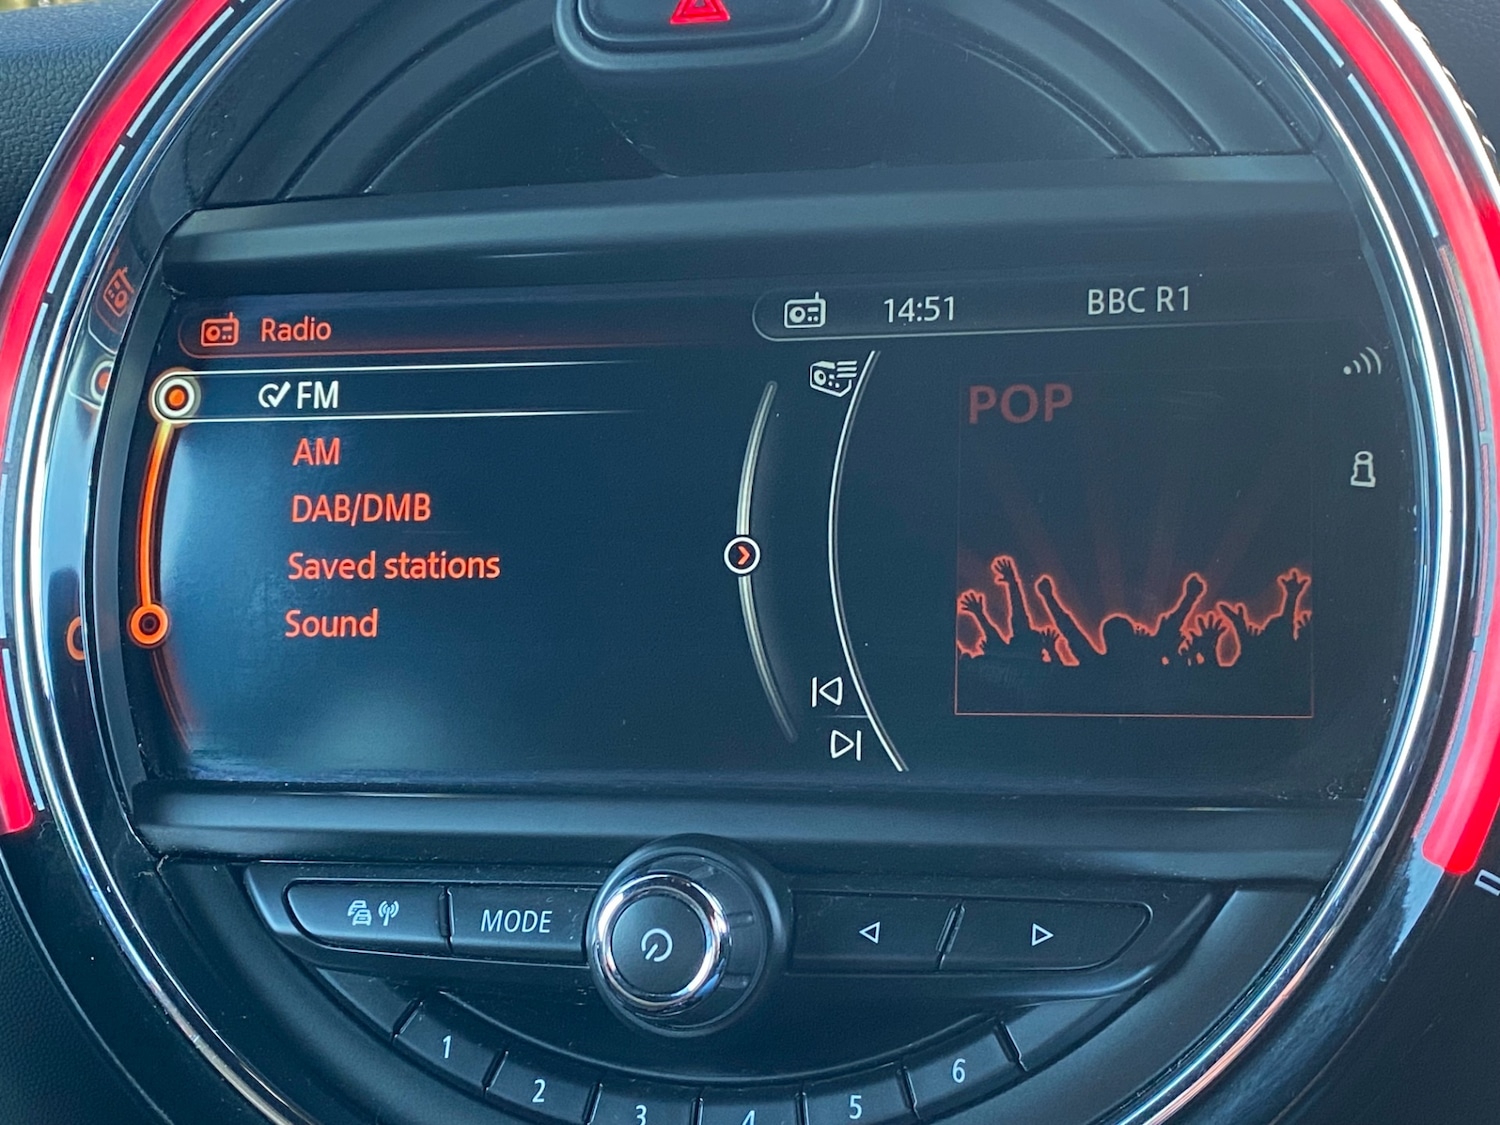 Radio
14:51
BBC R1
FM
AM
DAB/DMB
Saved stations
Sound
POP
MODE
1
2
3
4
5
6